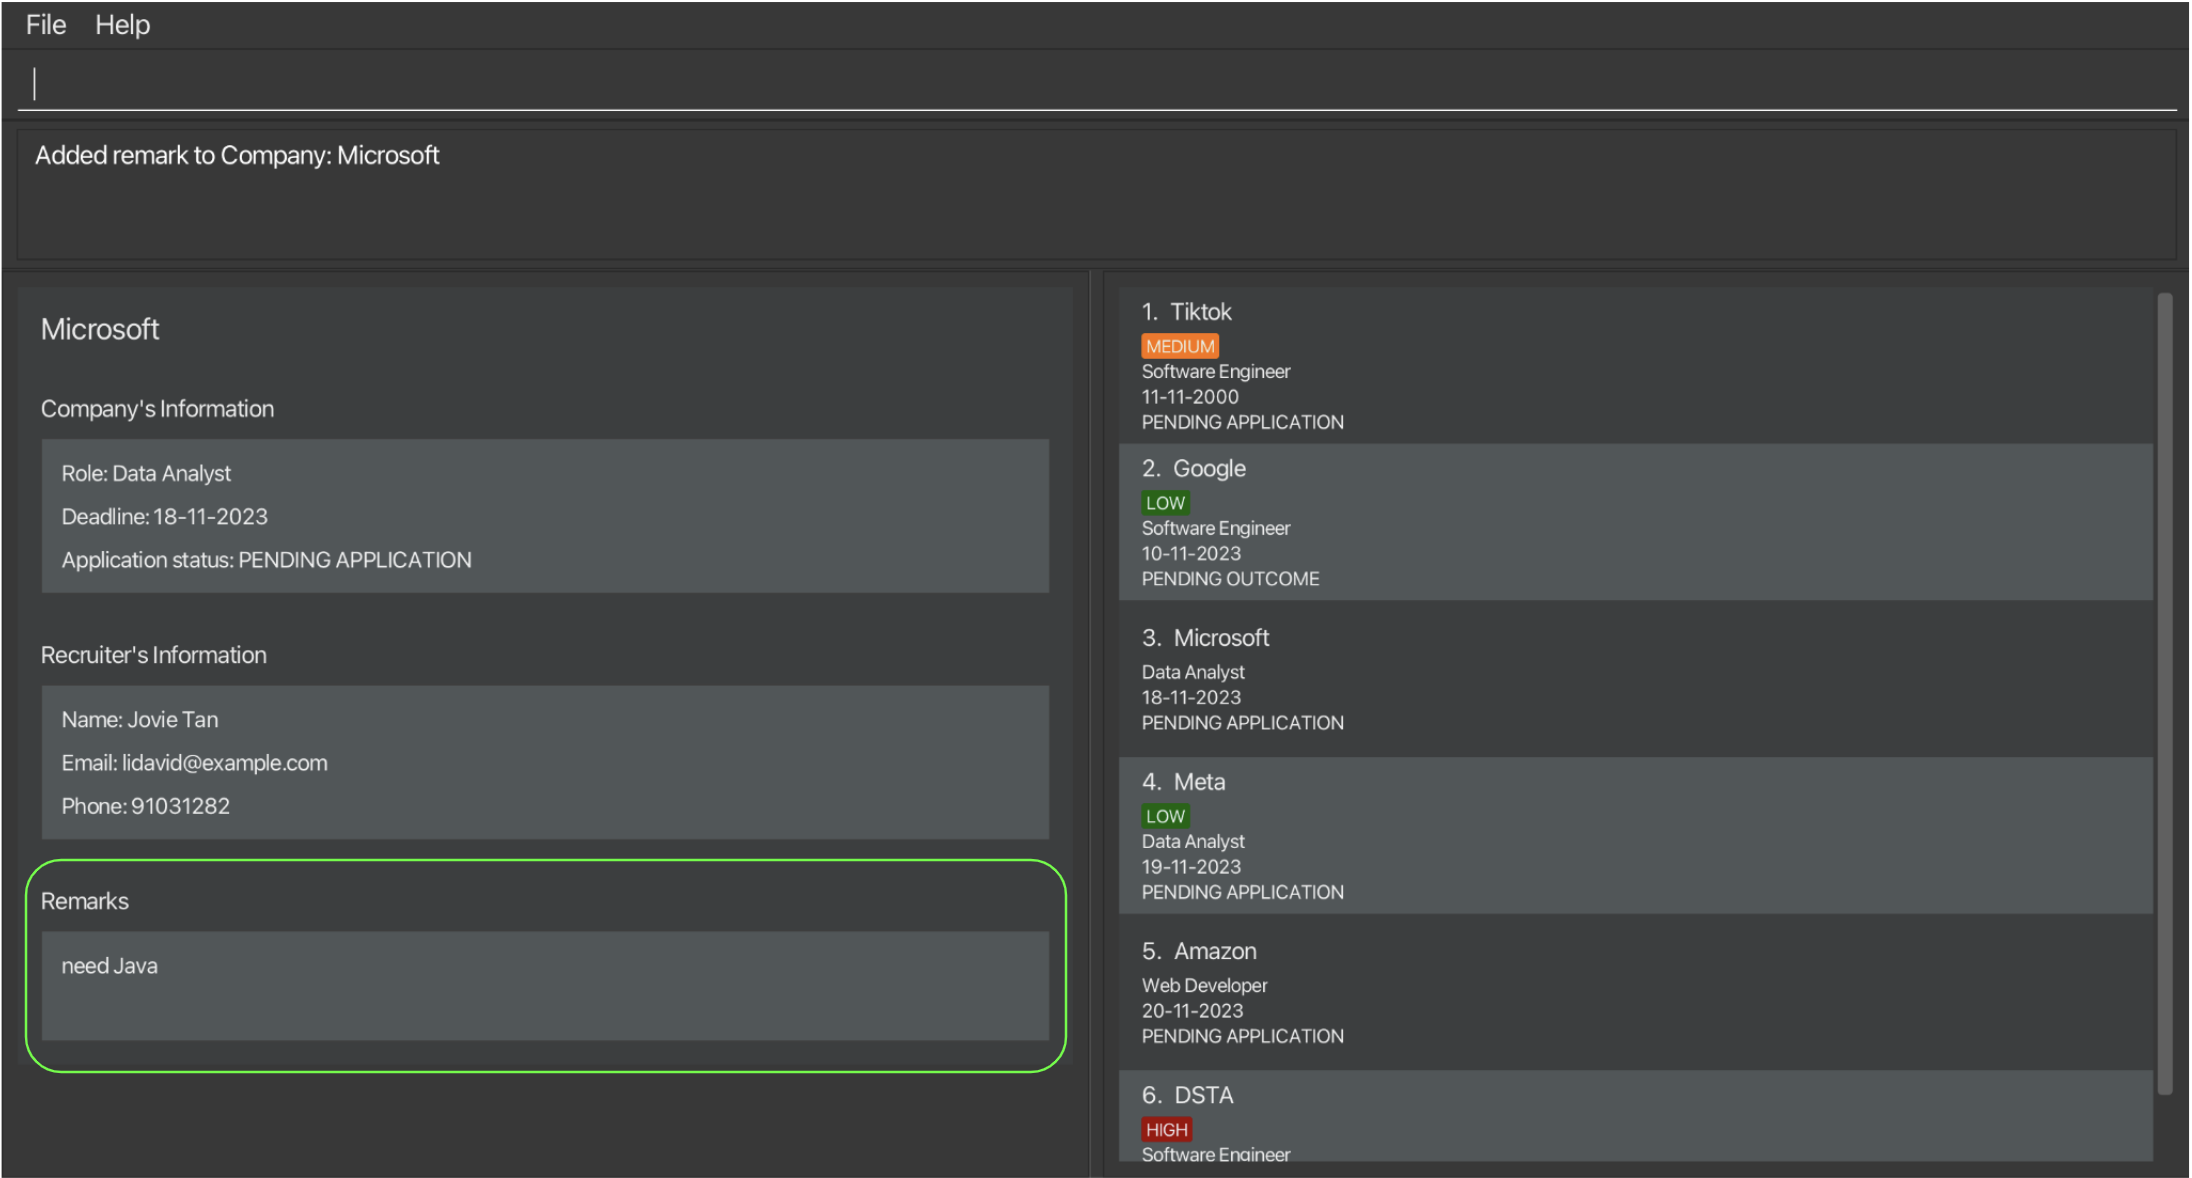 File Help
Added remark to Company: Microsoft
Microsoft
Company's Information
Role: Data Analyst
Deadline: 18-11-2023
Application status: PENDING APPLICATION
Recruiter's Information
Name: Jovie Tan
Email: lidavid@example.com
Phone: 91031282
Remarks
need Java
1. Tiktok
MEDIUM
Software Engineer
11-11-2000
PENDING APPLICATION
2. Google
LOW
Software Engineer
10-11-2023
PENDING OUTCOME
3. Microsoft
Data Analyst
18-11-2023
PENDING APPLICATION
4. Meta
LOW
Data Analyst
19-11-2023
PENDING APPLICATION
5. Amazon
Web Developer
20-11-2023
PENDING APPLICATION
6. DSTA
HIGH
Software Engineer